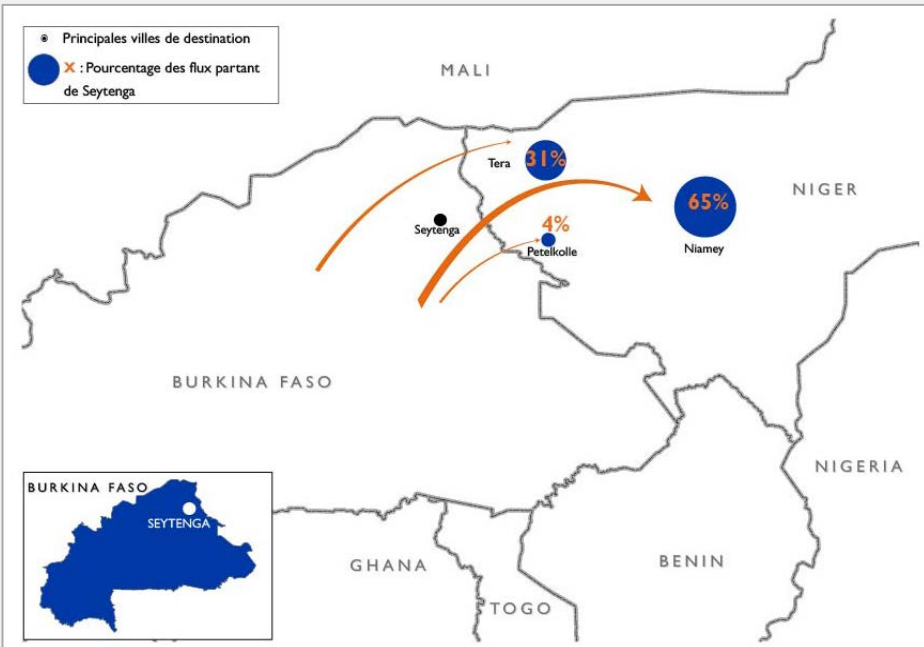 Principales villes de destination
X : Pourcentage des flux partant
de Seytenga
MALI
Tera
31%
NIGER
65%
Seytenga
4%
Petelkolle
Niamey
BURKINA FASO
NIGERIA
BURKINA FASO
SEYTENGA
GHANA
BENIN
TOGO